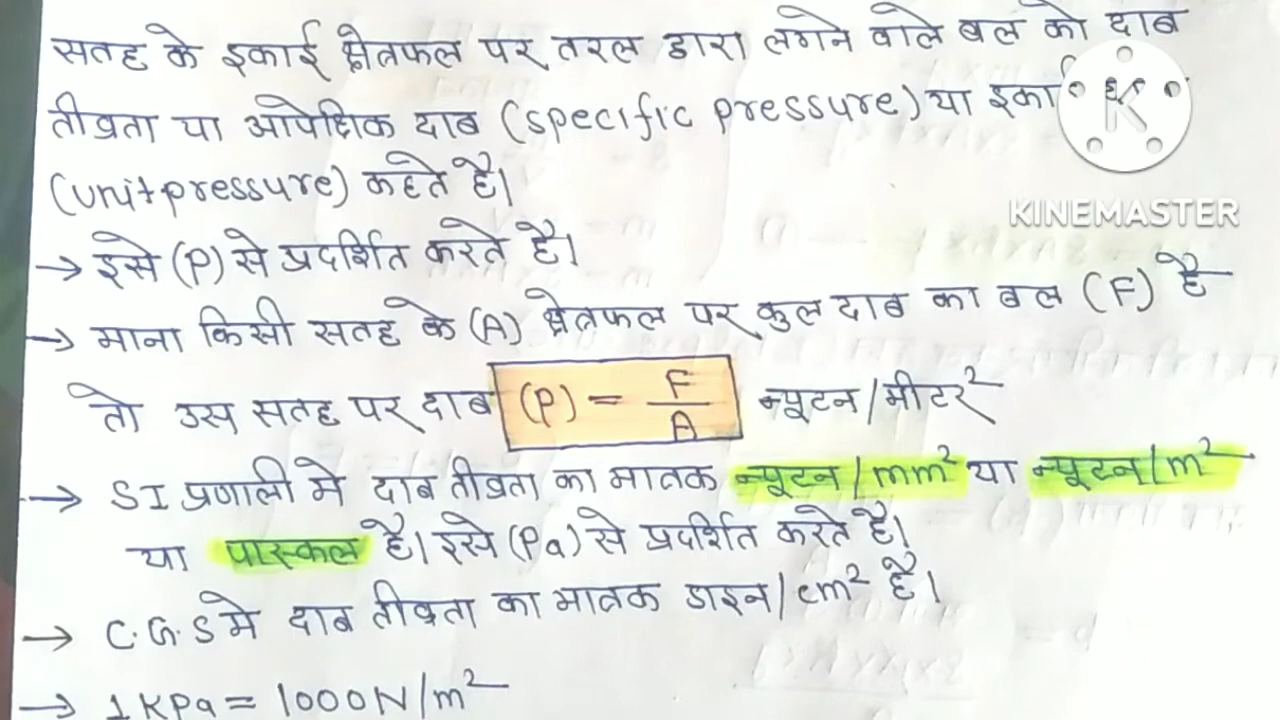 सतह के इकाई क्षेत्रफल पर तरल द्वारा लगने वाले बल को दाब
तीव्रता या आपेक्षिक दाब (specific pressure) या इकाई
(unit pressure) कहते है।
→ इसे (P) से प्रदर्शित करते है।
→ माना किसी सतह के (A) क्षेत्रफल पर कुल दाब का बल (F) है
तो उस सतह पर दाब (P) = F/A न्यूटन/मीटर²
→ SI प्रणाली मे दाब तीव्रता का मात्रक न्यूटन/mm² या न्यूटन/m²
या पास्कल है। इसे (Pa) से प्रदर्शित करते है।
→ C.G.S मे दाब तीव्रता का मात्रक डाइन/cm² है।
→ 1 KPa = 1000 N/m²
KINEMASTER